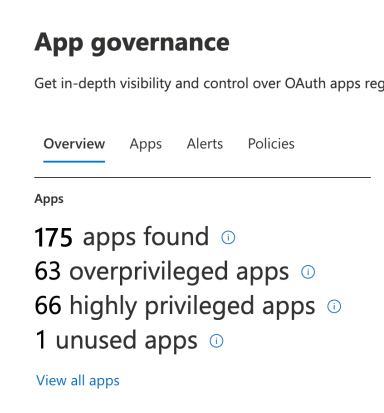 App governance
Get in-depth visibility and control over OAuth apps reg
Overview Apps Alerts Policies
Apps
175 apps found
63 overprivileged apps
66 highly privileged apps
1 unused apps
View all apps